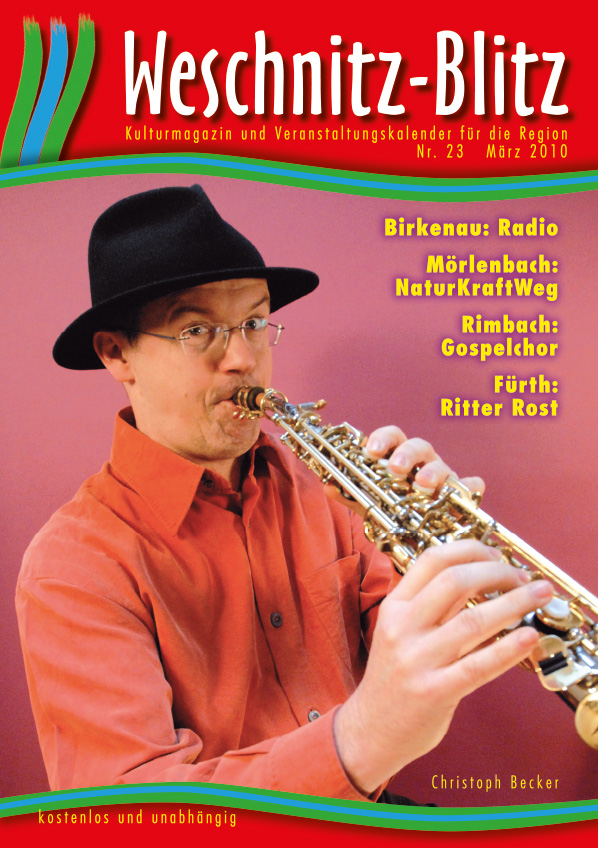 Weschnitz-Blitz
Kulturmagazin und Veranstaltungskalender für die Region
Nr. 23 März 2010
Birkenau: Radio
Mörlenbach:
NaturKraftWeg
Rimbach:
Gospelchor
Fürth:
Ritter Rost
Christoph Becker
kostenlos und unabhängig